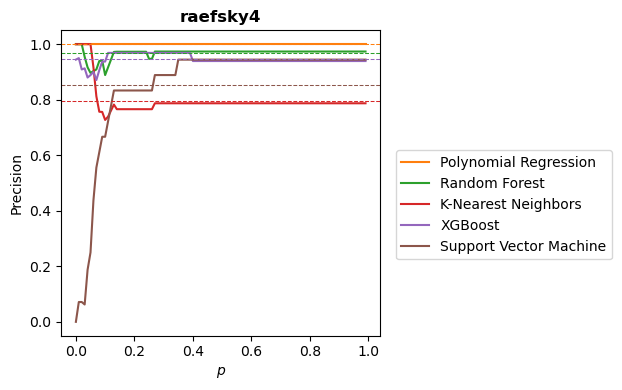 raefsky4
1.0
0.8
0.6
0.4
0.2
0.0
Precision
0.0 0.2 0.4 0.6 0.8 1.0
p
Polynomial Regression
Random Forest
K-Nearest Neighbors
XGBoost
Support Vector Machine